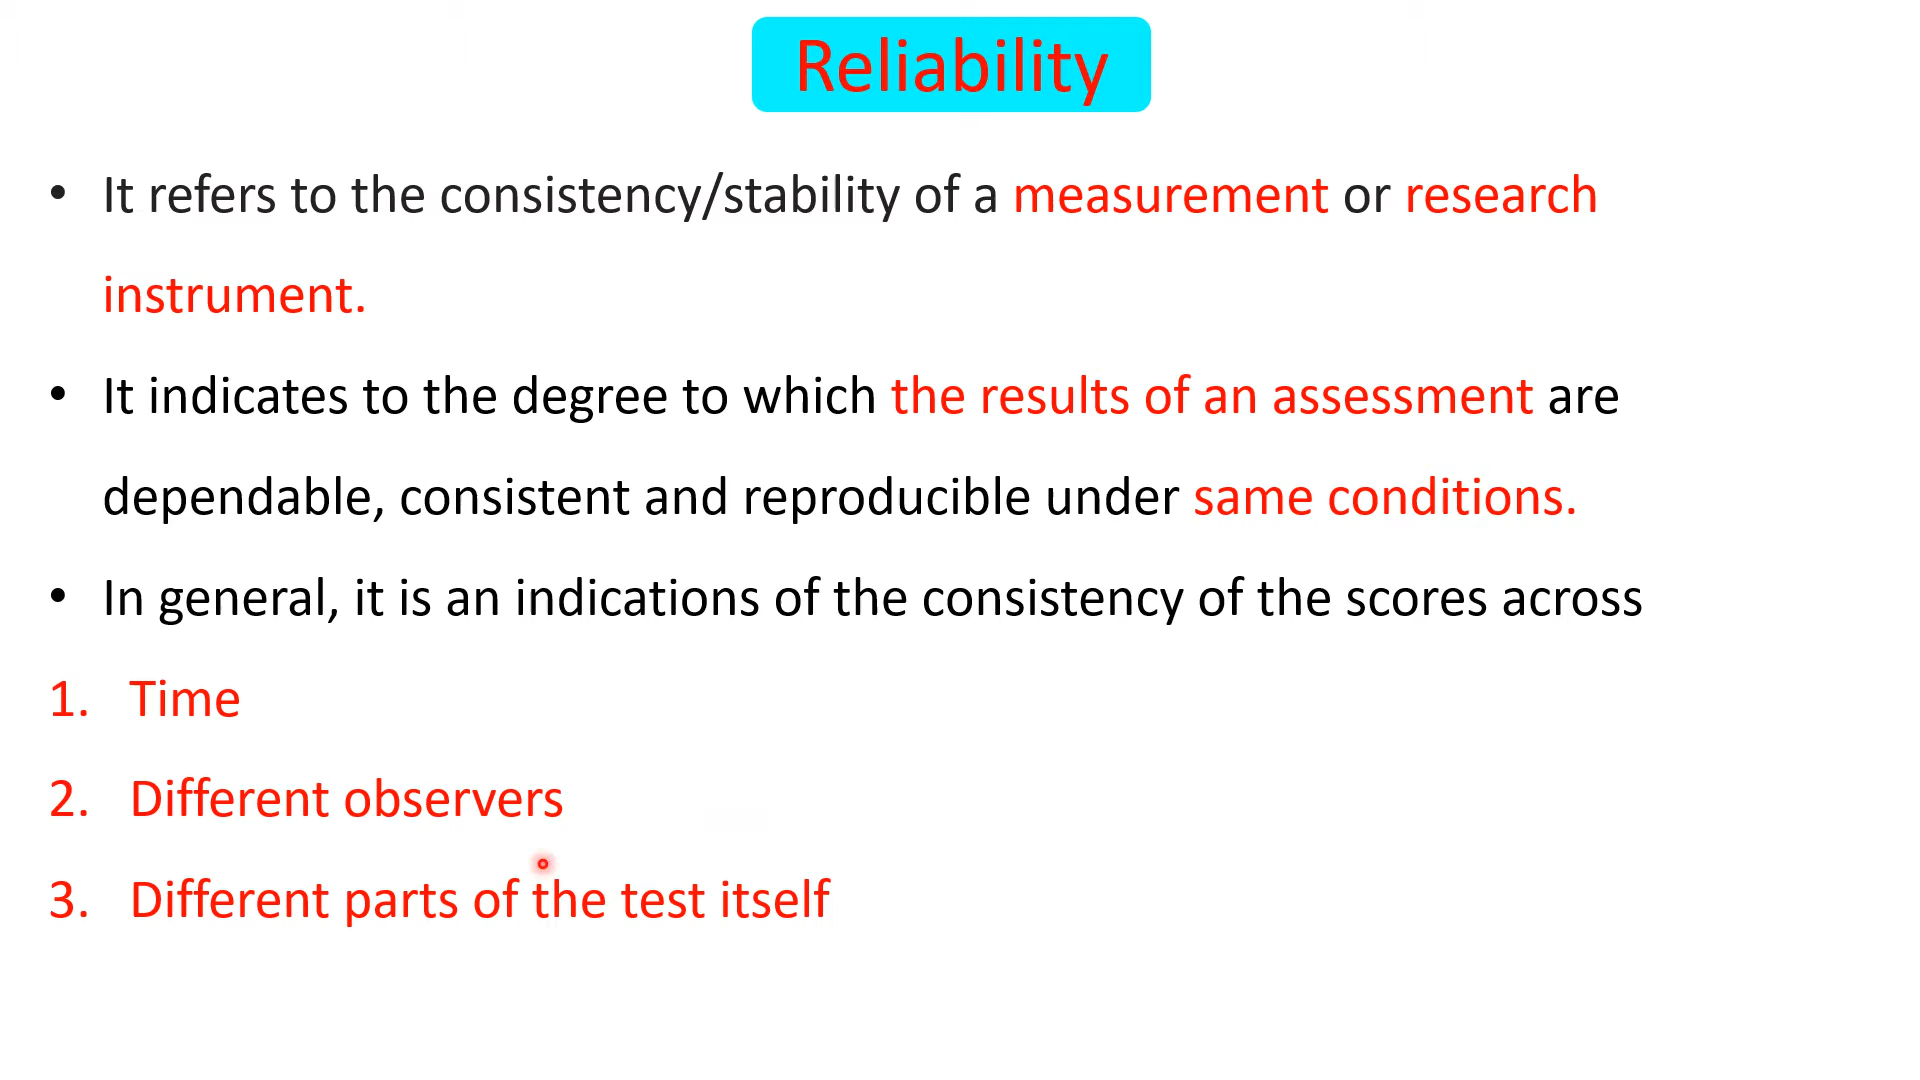 Reliability
• It refers to the consistency/stability of a measurement or research
instrument.
• It indicates to the degree to which the results of an assessment are
dependable, consistent and reproducible under same conditions.
• In general, it is an indications of the consistency of the scores across
1. Time
2. Different observers
3. Different parts of the test itself